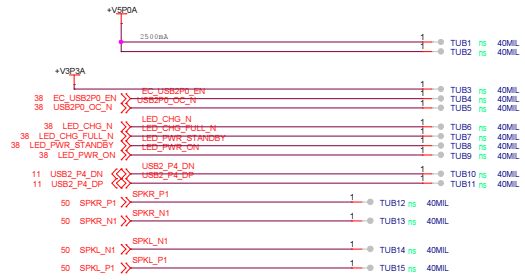 +V5P0A
2500mA
1 TUB1 ns 40MIL
1 TUB2 ns 40MIL
+V3P3A
1 TUB3 ns 40MIL
38 EC_USB2P0_EN EC_USB2P0_EN 1 TUB4 ns 40MIL
38 USB2P0_OC_N USB2P0_OC_N 1 TUB5 ns 40MIL
38 LED_CHG_N LED_CHG_N 1 TUB6 ns 40MIL
38 LED_CHG_FULL_N LED_CHG_FULL_N 1 TUB7 ns 40MIL
38 LED_PWR_STANDBY LED_PWR_STANDBY 1 TUB8 ns 40MIL
38 LED_PWR_ON LED_PWR_ON 1 TUB9 ns 40MIL
11 USB2_P4_DN USB2_P4_DN 1 TUB10 ns 40MIL
11 USB2_P4_DP USB2_P4_DP 1 TUB11 ns 40MIL
50 SPKR_P1 SPKR_P1 1 TUB12 ns 40MIL
50 SPKR_N1 SPKR_N1 1 TUB13 ns 40MIL
50 SPKL_N1 SPKL_N1 1 TUB14 ns 40MIL
50 SPKL_P1 SPKL_P1 1 TUB15 ns 40MIL